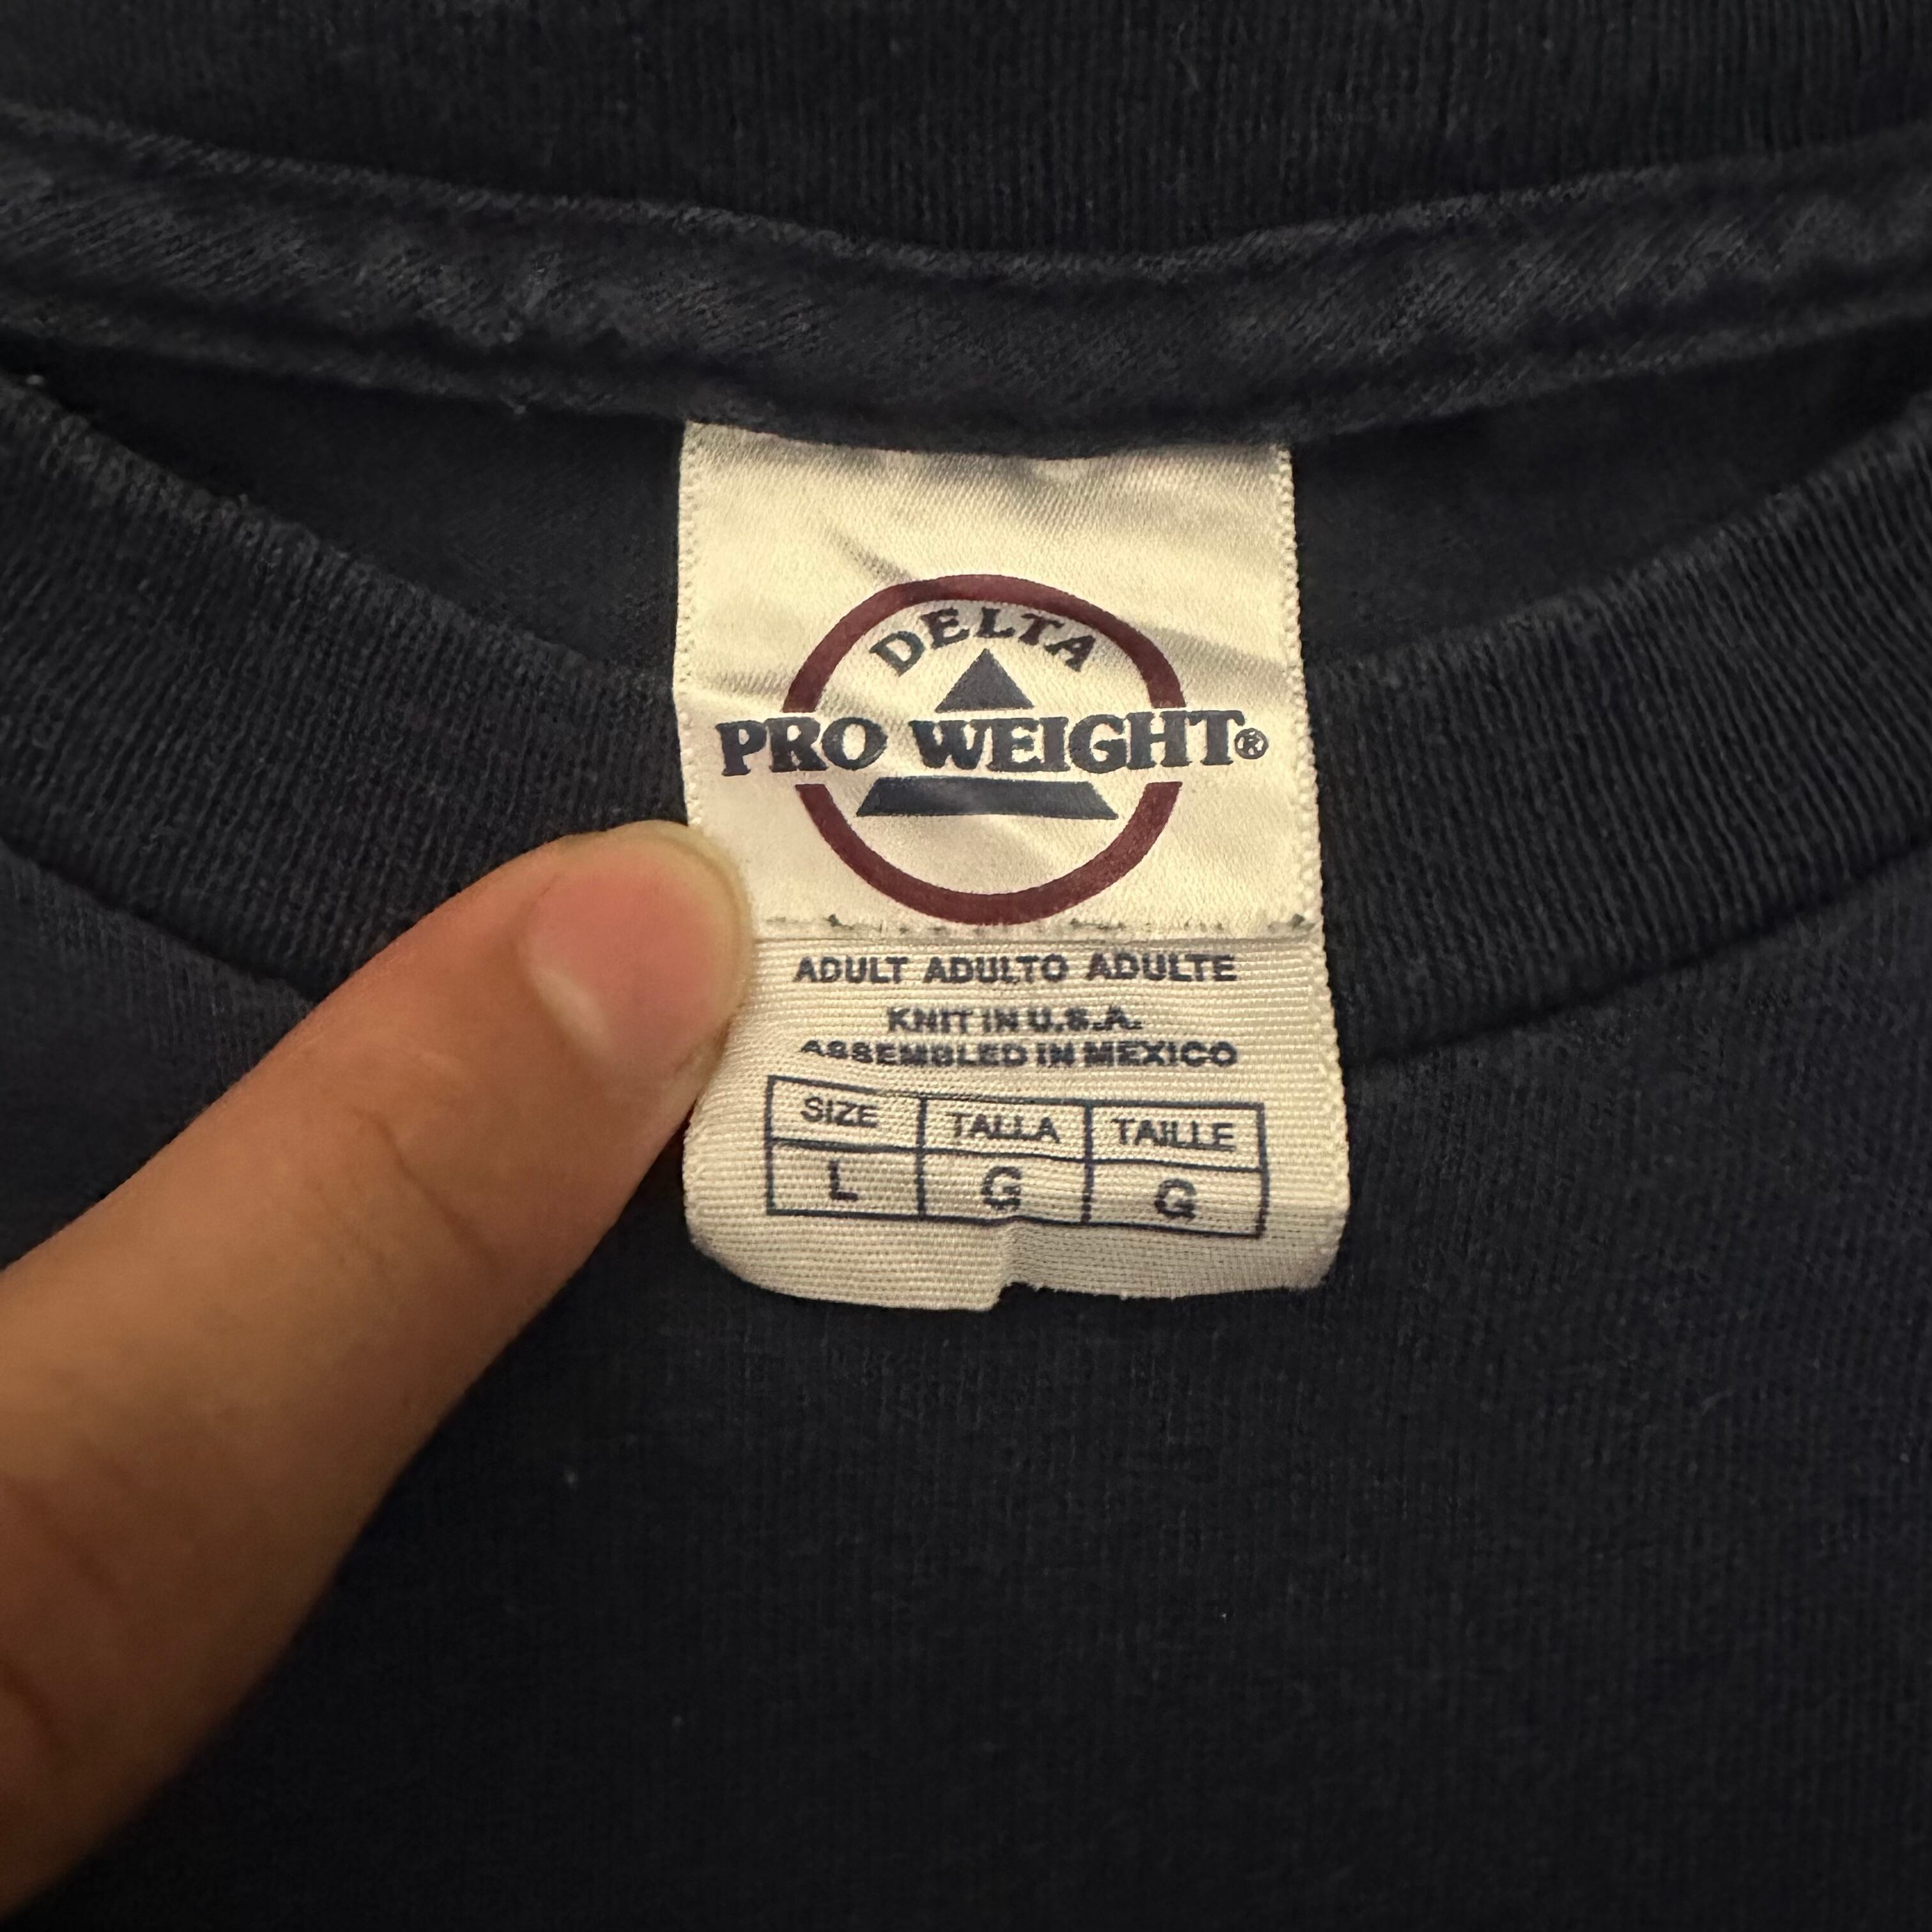 DELTA
PRO WEIGHT®
ADULT ADULTO ADULTE
KNIT IN U.S.A.
ASSEMBLED IN MEXICO
SIZE TALLA TAILLE
L G G